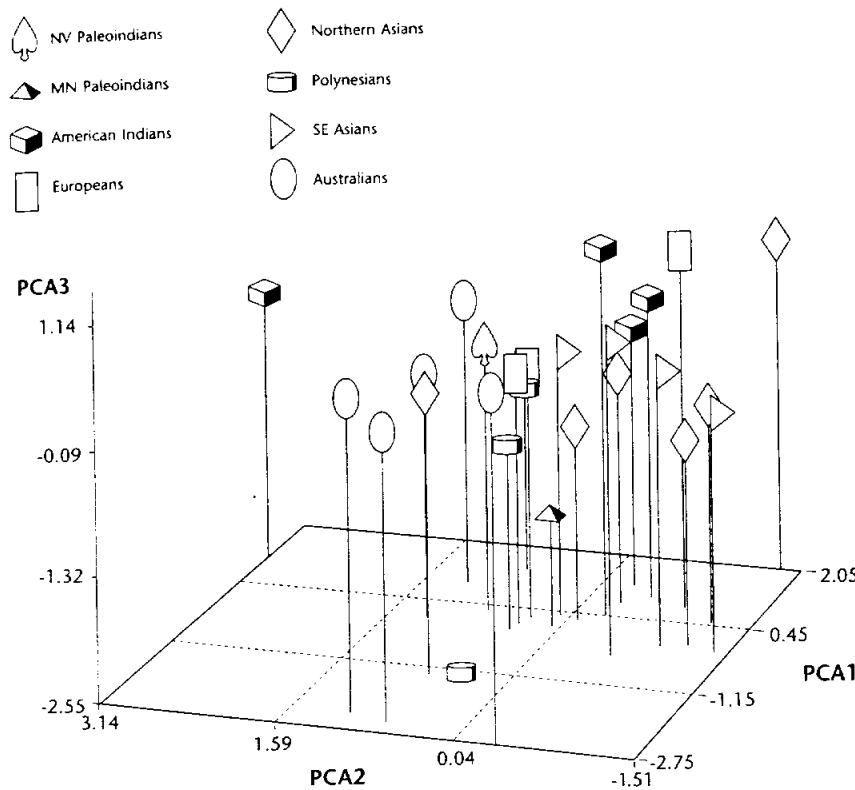 NV Paleoindians
MN Paleoindians
American Indians
Europeans
Northern Asians
Polynesians
SE Asians
Australians
PCA3
1.14
-0.09
-1.32
-2.55
3.14
1.59
0.04
-1.51
PCA2
2.05
0.45
-1.15
-2.75
PCA1